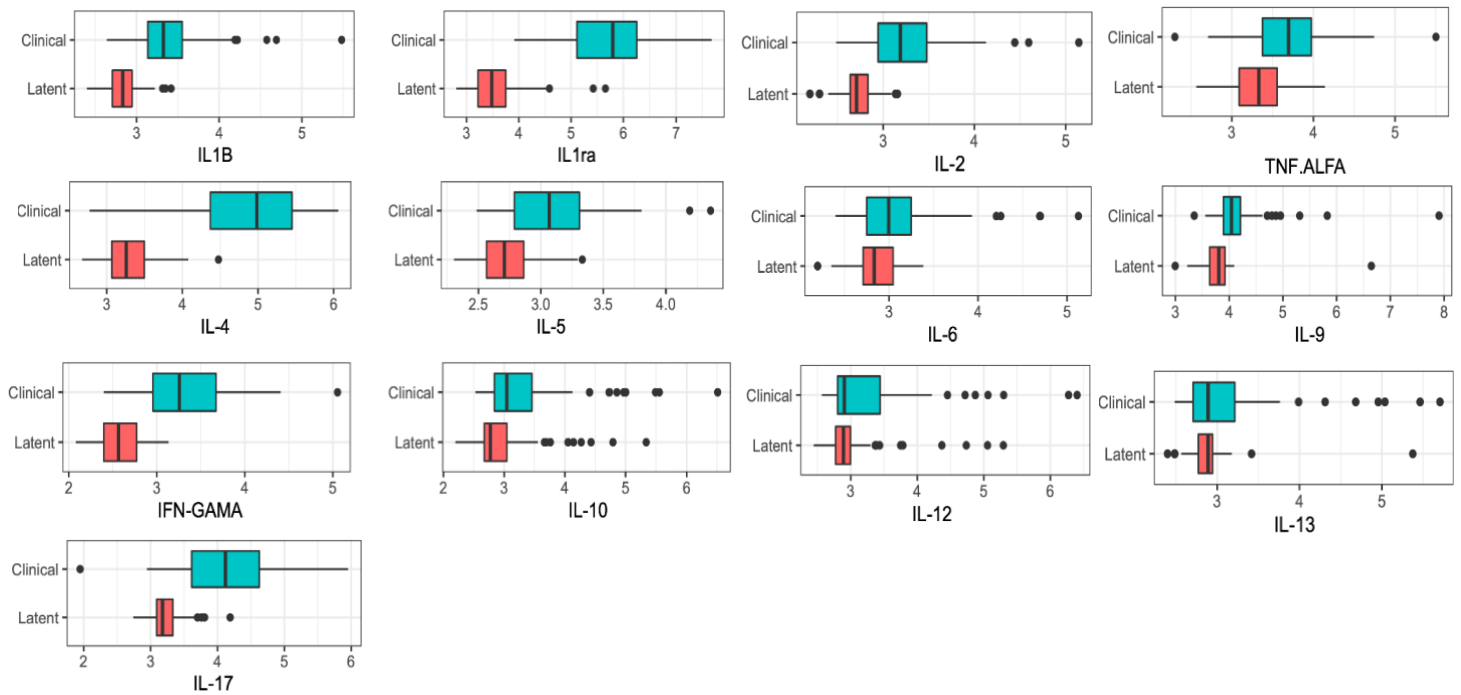 Clinical
Latent
3 4 5
IL1B
Clinical
Latent
3 4 5 6 7
IL1ra
Clinical
Latent
3 4 5
IL-2
Clinical
Latent
3 4 5
TNF.ALFA
Clinical
Latent
3 4 5 6
IL-4
Clinical
Latent
2.5 3.0 3.5 4.0
IL-5
Clinical
Latent
3 4 5
IL-6
Clinical
Latent
3 4 5 6 7 8
IL-9
Clinical
Latent
2 3 4 5
IFN-GAMA
Clinical
Latent
2 3 4 5 6
IL-10
Clinical
Latent
3 4 5 6
IL-12
Clinical
Latent
3 4 5
IL-13
Clinical
Latent
2 3 4 5 6
IL-17